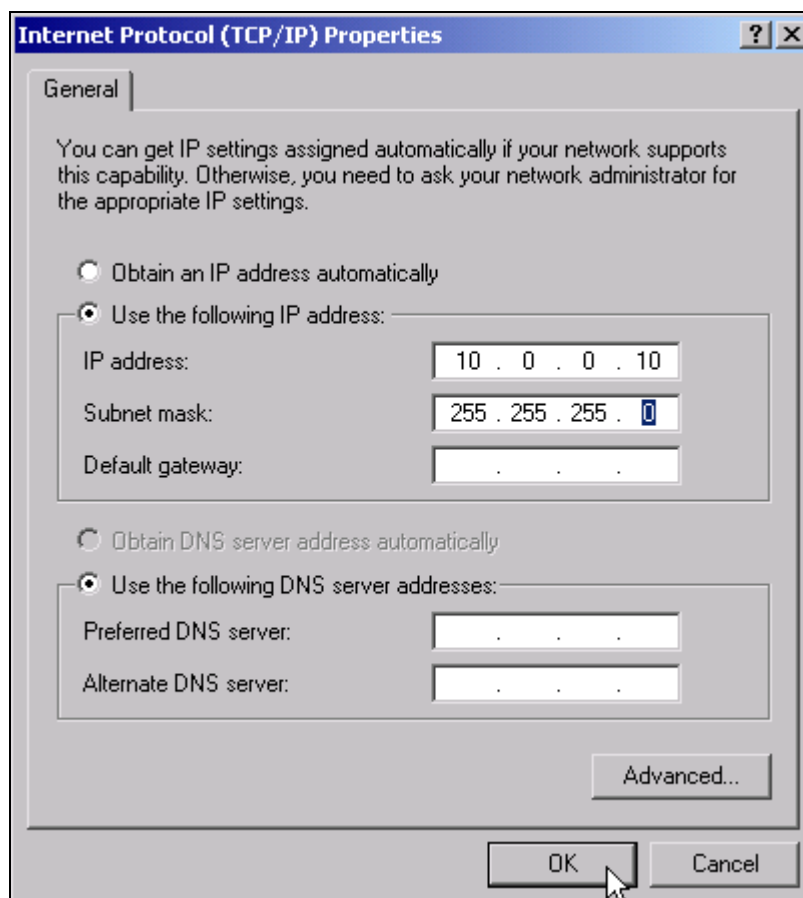 Internet Protocol (TCP/IP) Properties
General
You can get IP settings assigned automatically if your network supports
this capability. Otherwise, you need to ask your network administrator for
the appropriate IP settings.
Obtain an IP address automatically
Use the following IP address:
IP address: 10 . 0 . 0 . 10
Subnet mask: 255 . 255 . 255 . 0
Default gateway: . . .
Obtain DNS server address automatically
Use the following DNS server addresses:
Preferred DNS server: . . .
Alternate DNS server: . . .
Advanced...
OK Cancel